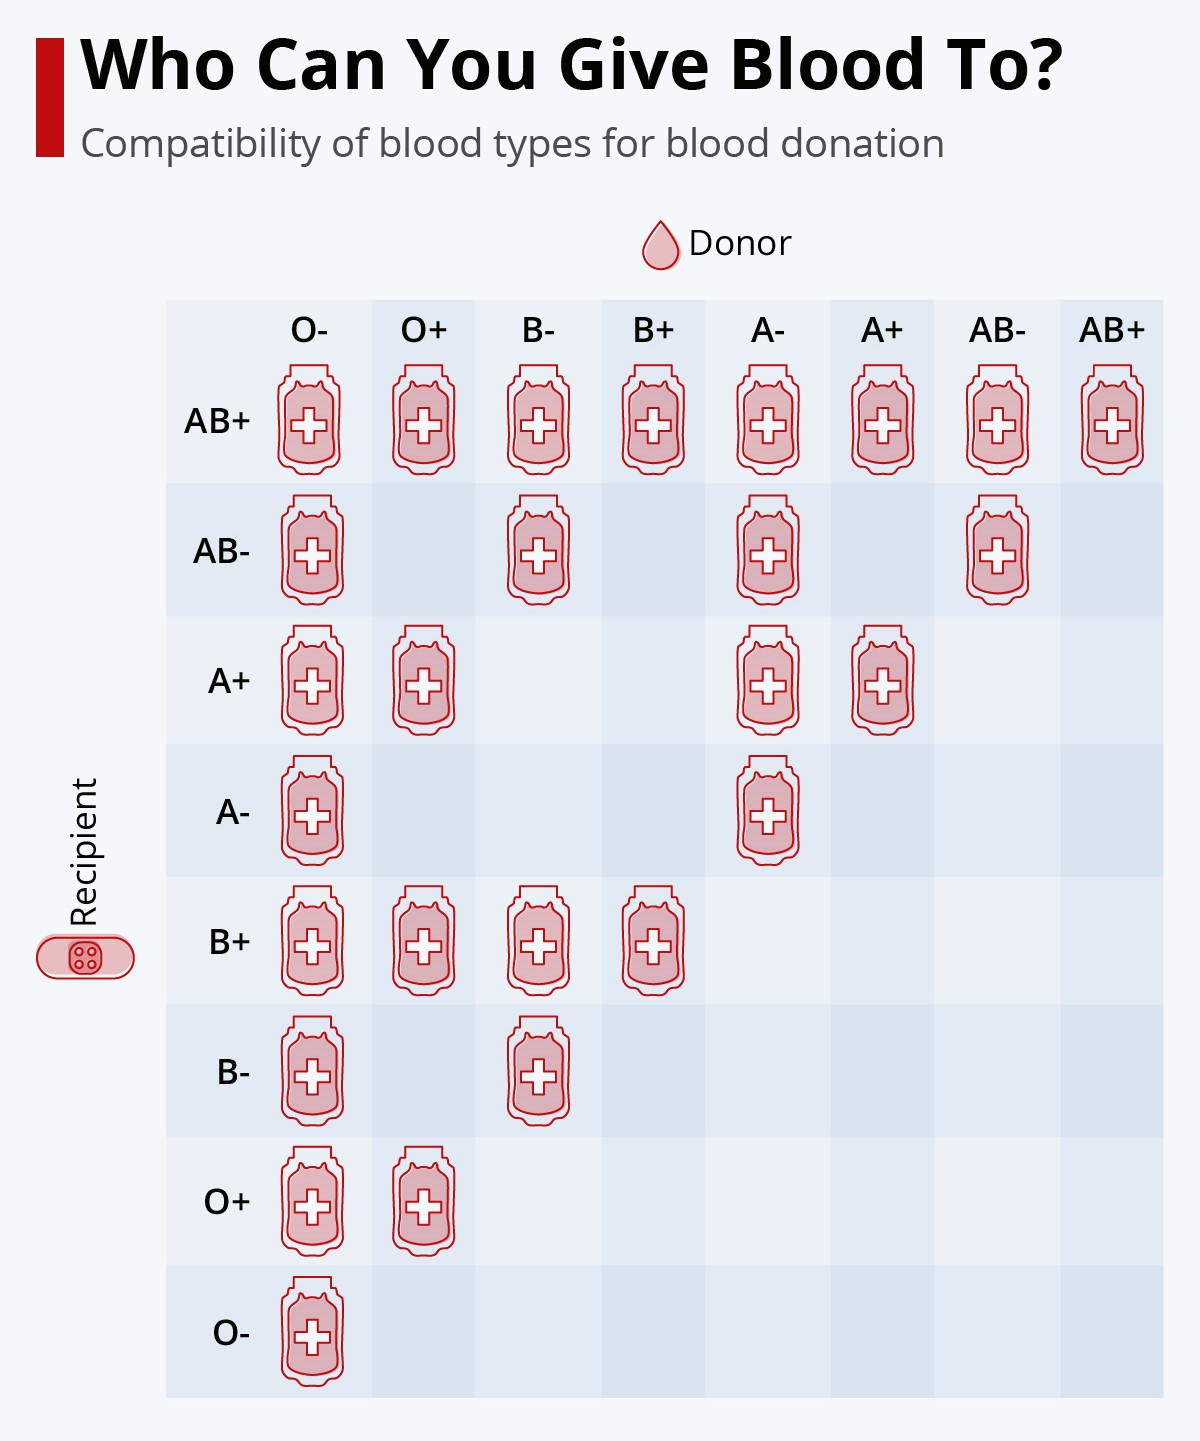 Who Can You Give Blood To?
Compatibility of blood types for blood donation
Donor
O- O+ B- B+ A- A+ AB- AB+
AB+
AB-
A+
A-
Recipient
B+
B-
O+
O-